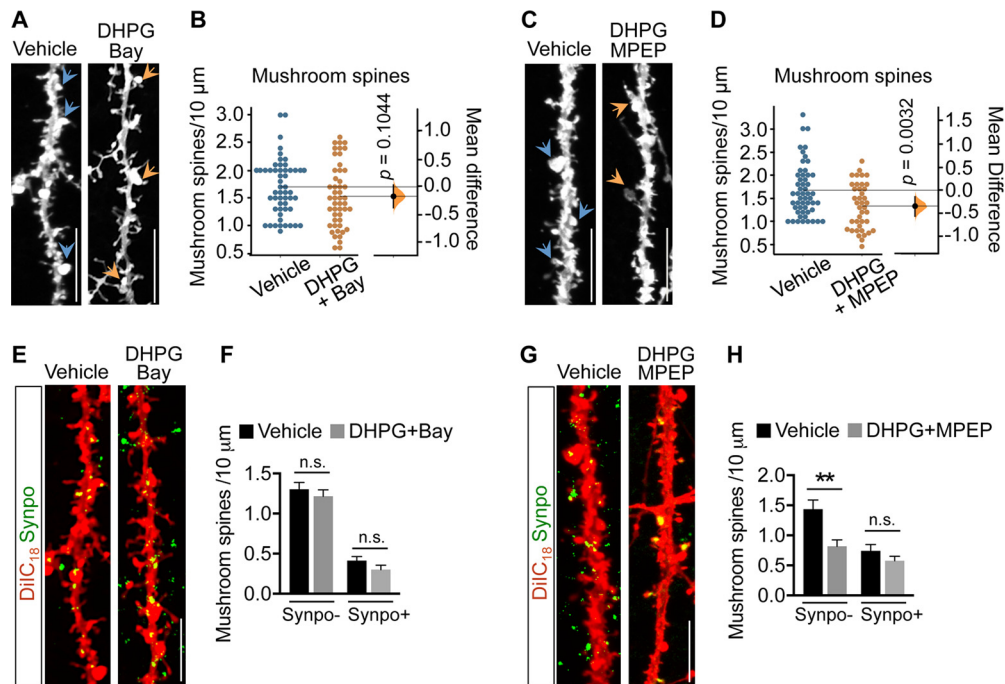 A
Vehicle
DHPG
Bay
B
Mushroom spines
Mushroom spines/10 µm
3.0
2.5
2.0
1.5
1.0
0.5
Vehicle
DHPG
+ Bay
p = 0.1044
1.0
0.5
0.0
−0.5
−1.0
Mean difference
C
Vehicle
DHPG
MPEP
D
Mushroom spines
Mushroom spines/10 µm
3.0
2.5
2.0
1.5
1.0
0.5
Vehicle
DHPG
+ MPEP
p = 0.0032
1.5
1.0
0.5
0.0
−0.5
−1.0
Mean Difference
E
Vehicle
DHPG
Bay
DiIC18 Synpo
F
Vehicle
DHPG+Bay
Mushroom spines /10 µm
1.5
1.0
0.5
0.0
n.s.
n.s.
Synpo-
Synpo+
G
Vehicle
DHPG
MPEP
DiIC18 Synpo
H
Vehicle
DHPG+MPEP
Mushroom spines /10 µm
2.0
1.5
1.0
0.5
0.0
**
n.s.
Synpo-
Synpo+